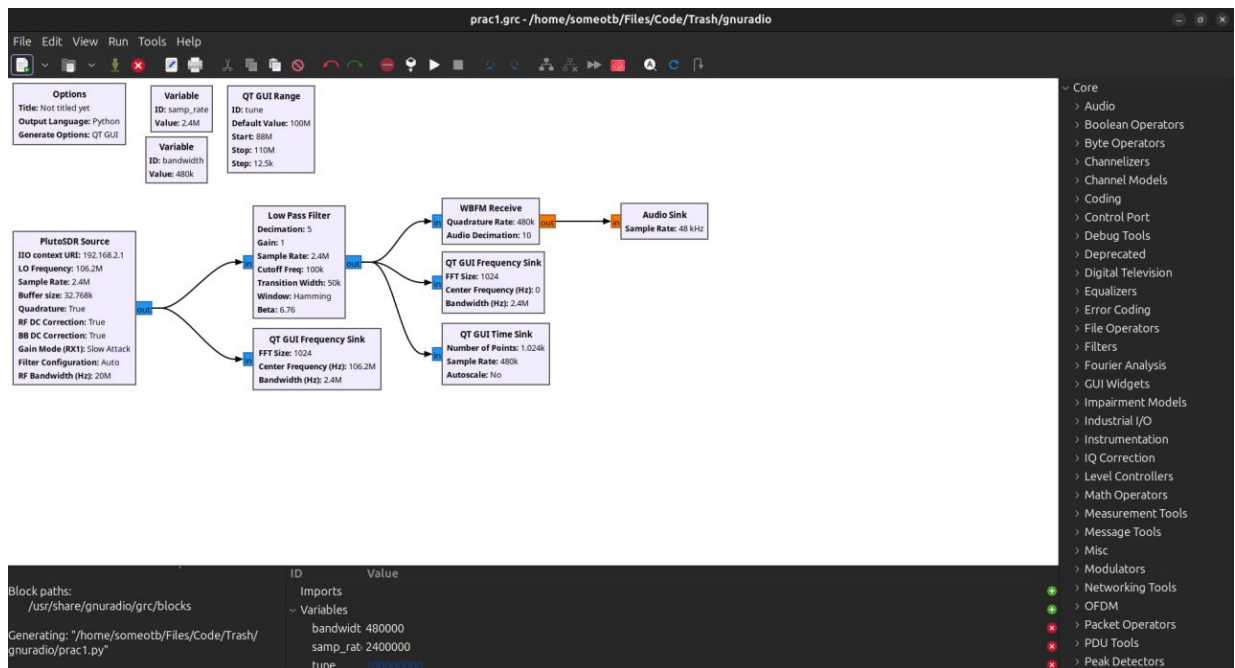 prac1.grc - /home/someotb/Files/Code/Trash/gnuradio
File Edit View Run Tools Help
Options
Title: Not titled yet
Output Language: Python
Generate Options: QT GUI
Variable
ID: samp_rate
Value: 2.4M
Variable
ID: bandwidth
Value: 480k
QT GUI Range
ID: tune
Default Value: 100M
Start: 88M
Stop: 110M
Step: 12.5k
PlutoSDR Source
IIO context URI: 192.168.2.1
LO Frequency: 106.2M
Sample Rate: 2.4M
Buffer size: 32.768k
Quadrature: True
RF DC Correction: True
BB DC Correction: True
Gain Mode (RX1): Slow Attack
Filter Configuration: Auto
RF Bandwidth (Hz): 20M
out
Low Pass Filter
Decimation: 5
Gain: 1
Sample Rate: 2.4M
Cutoff Freq: 100k
Transition Width: 50k
Window: Hamming
Beta: 6.76
in
out
QT GUI Frequency Sink
FFT Size: 1024
Center Frequency (Hz): 106.2M
Bandwidth (Hz): 2.4M
in
WBFM Receive
Quadrature Rate: 480k
Audio Decimation: 10
in
out
QT GUI Frequency Sink
FFT Size: 1024
Center Frequency (Hz): 0
Bandwidth (Hz): 2.4M
in
QT GUI Time Sink
Number of Points: 1.024k
Sample Rate: 480k
Autoscale: No
in
Audio Sink
Sample Rate: 48 kHz
in
Core
Audio
Boolean Operators
Byte Operators
Channelizers
Channel Models
Coding
Control Port
Debug Tools
Deprecated
Digital Television
Equalizers
Error Coding
File Operators
Filters
Fourier Analysis
GUI Widgets
Impairment Models
Industrial I/O
Instrumentation
IQ Correction
Level Controllers
Math Operators
Measurement Tools
Message Tools
Misc
Modulators
Networking Tools
OFDM
Packet Operators
PDU Tools
Peak Detectors
Block paths:
/usr/share/gnuradio/grc/blocks
Generating: "/home/someotb/Files/Code/Trash/
gnuradio/prac1.py"
ID Value
Imports
Variables
bandwidt 480000
samp_rat 2400000
tune 100000000